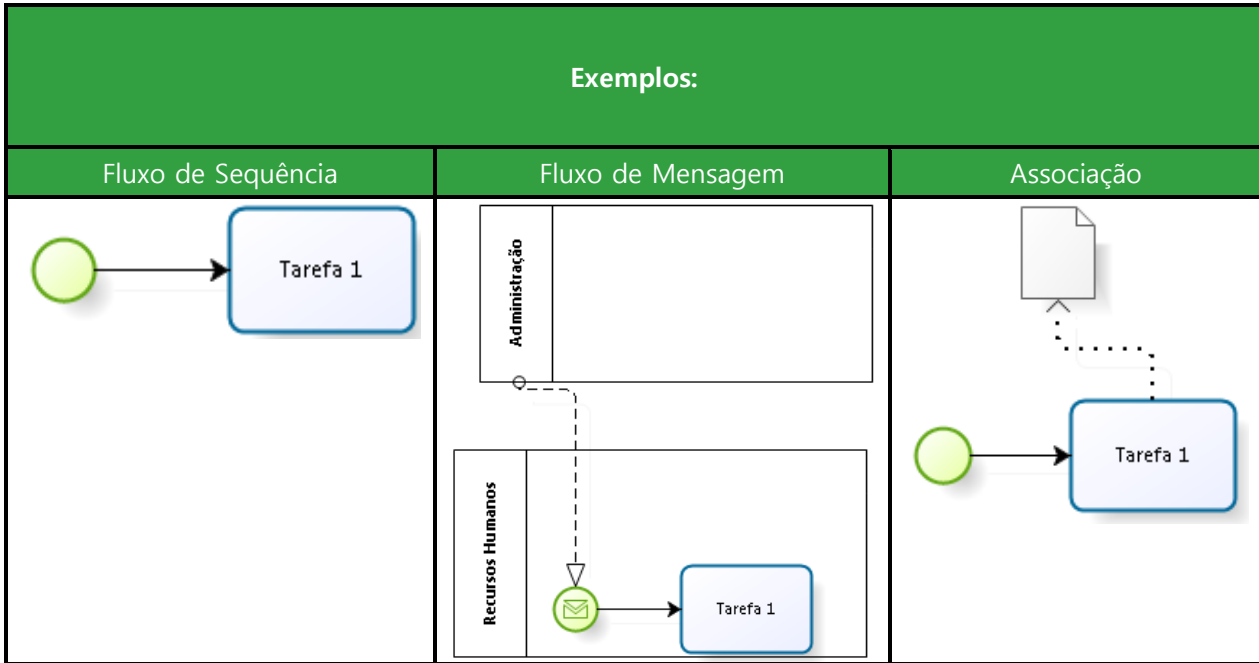 Exemplos:
Fluxo de Sequência
Fluxo de Mensagem
Associação
Tarefa 1
Administração
Recursos Humanos
Tarefa 1
Tarefa 1